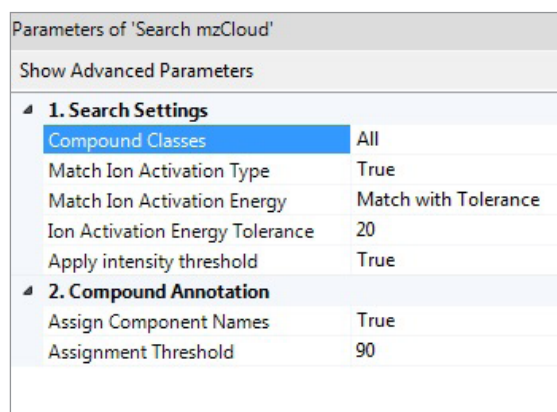 Parameters of 'Search mzCloud'
Show Advanced Parameters
1. Search Settings
Compound Classes All
Match Ion Activation Type True
Match Ion Activation Energy Match with Tolerance
Ion Activation Energy Tolerance 20
Apply intensity threshold True
2. Compound Annotation
Assign Component Names True
Assignment Threshold 90